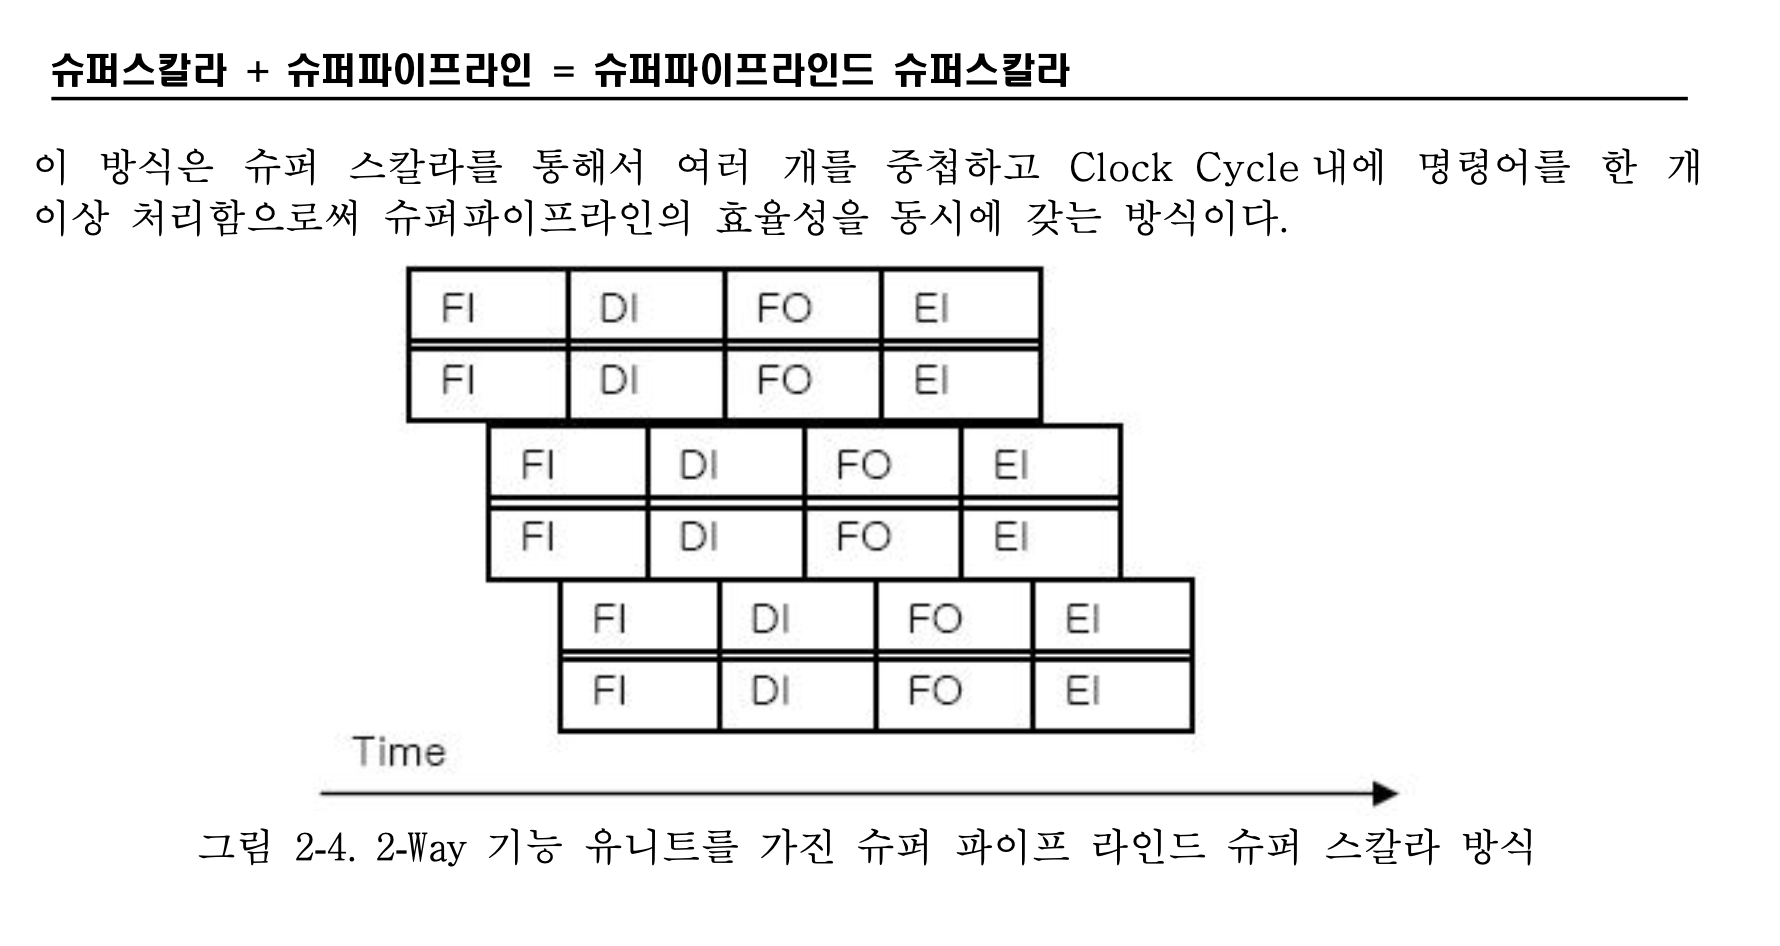 슈퍼스칼라 + 슈퍼파이프라인 = 슈퍼파이프라인드 슈퍼스칼라
이 방식은 슈퍼 스칼라를 통해서 여러 개를 중첩하고 Clock Cycle 내에 명령어를 한 개
이상 처리함으로써 슈퍼파이프라인의 효율성을 동시에 갖는 방식이다.
FI DI FO EI
FI DI FO EI
FI DI FO EI
FI DI FO EI
FI DI FO EI
FI DI FO EI
Time
그림 2-4. 2-Way 기능 유니트를 가진 슈퍼 파이프 라인드 슈퍼 스칼라 방식